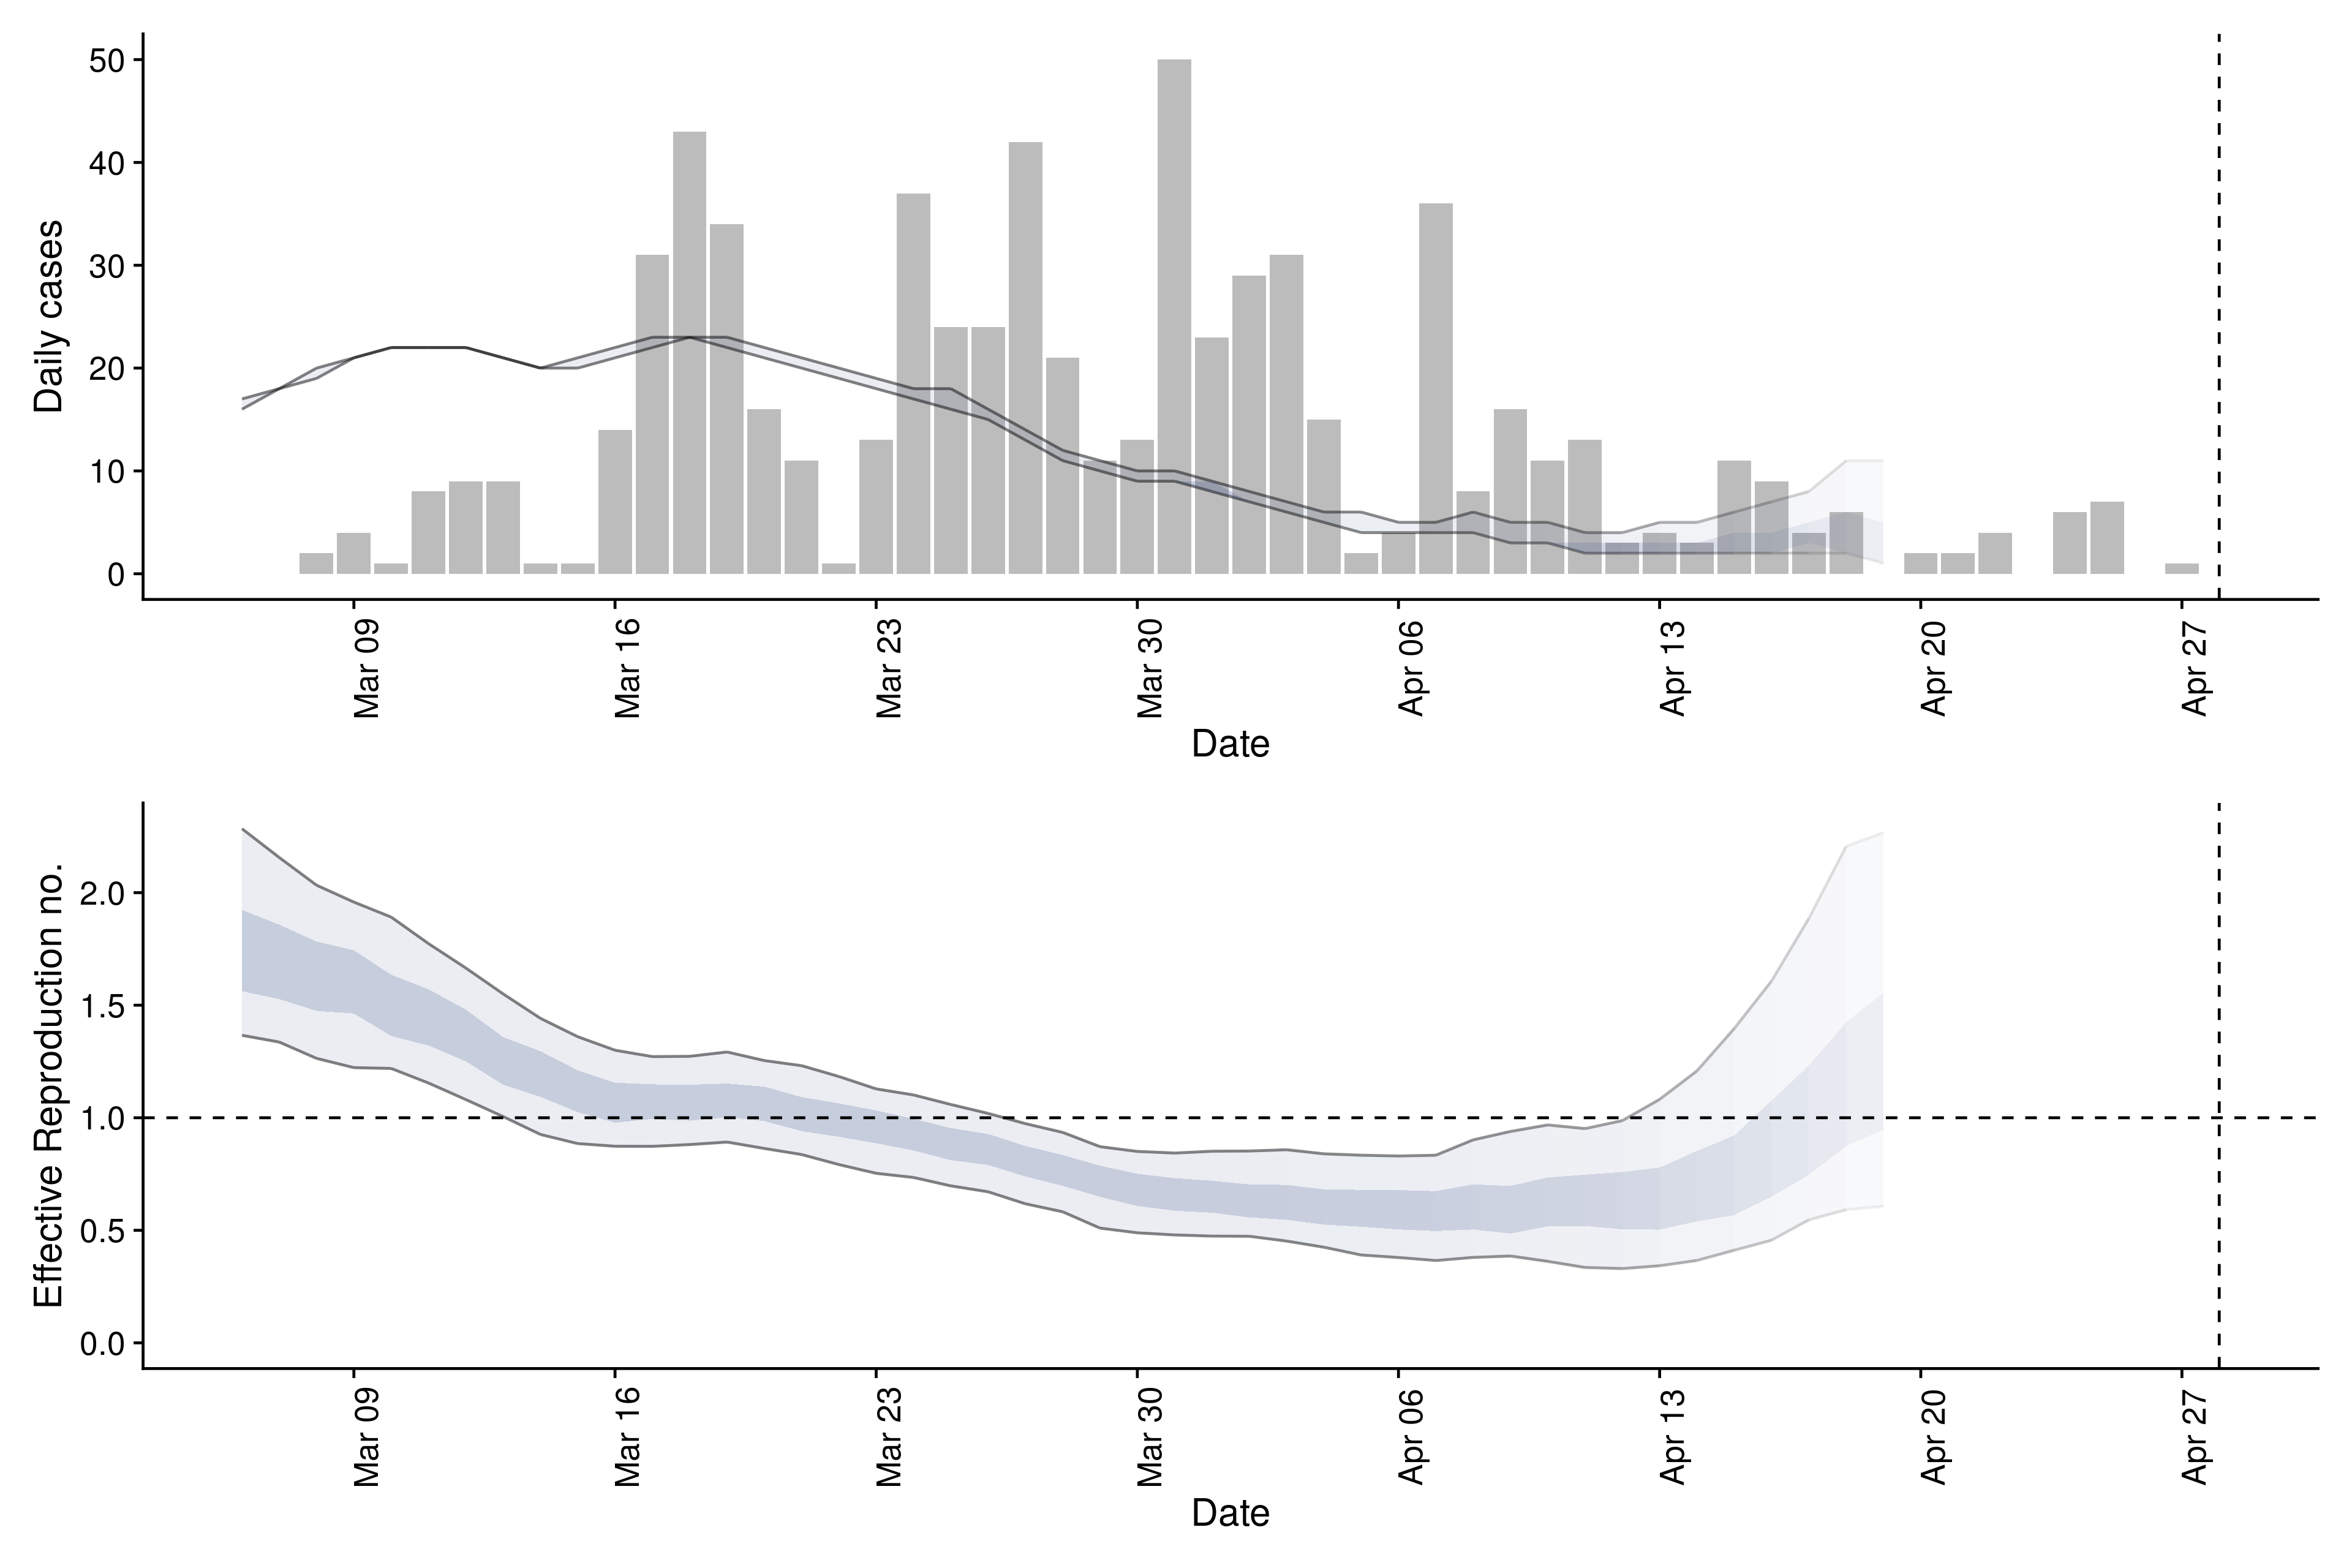 Daily cases
50
40
30
20
10
0
Mar 09
Mar 16
Mar 23
Mar 30
Apr 06
Apr 13
Apr 20
Apr 27
Date
Effective Reproduction no.
2.0
1.5
1.0
0.5
0.0
Mar 09
Mar 16
Mar 23
Mar 30
Apr 06
Apr 13
Apr 20
Apr 27
Date